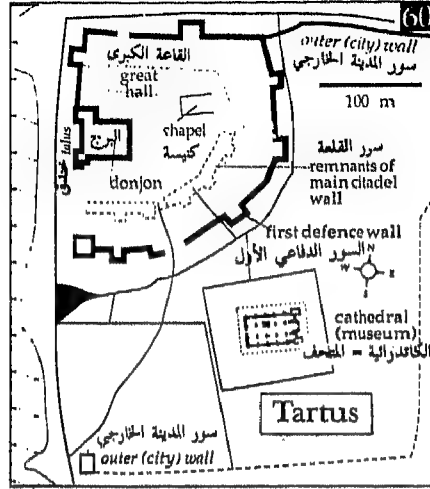 60
outer (city) wall
سور المدينة الخارجي
100 m
القاعة الكبرى
great
hall
chapel
كنيسة
البرج
talus
خندق
donjon
سور القلعة
remnants of
main citadel
wall
first defence wall
السور الدفاعي الأول
N
W
E
S
cathedral
(museum)
الكاتدرائية = المتحف
Tartus
سور المدينة الخارجي
outer (city) wall